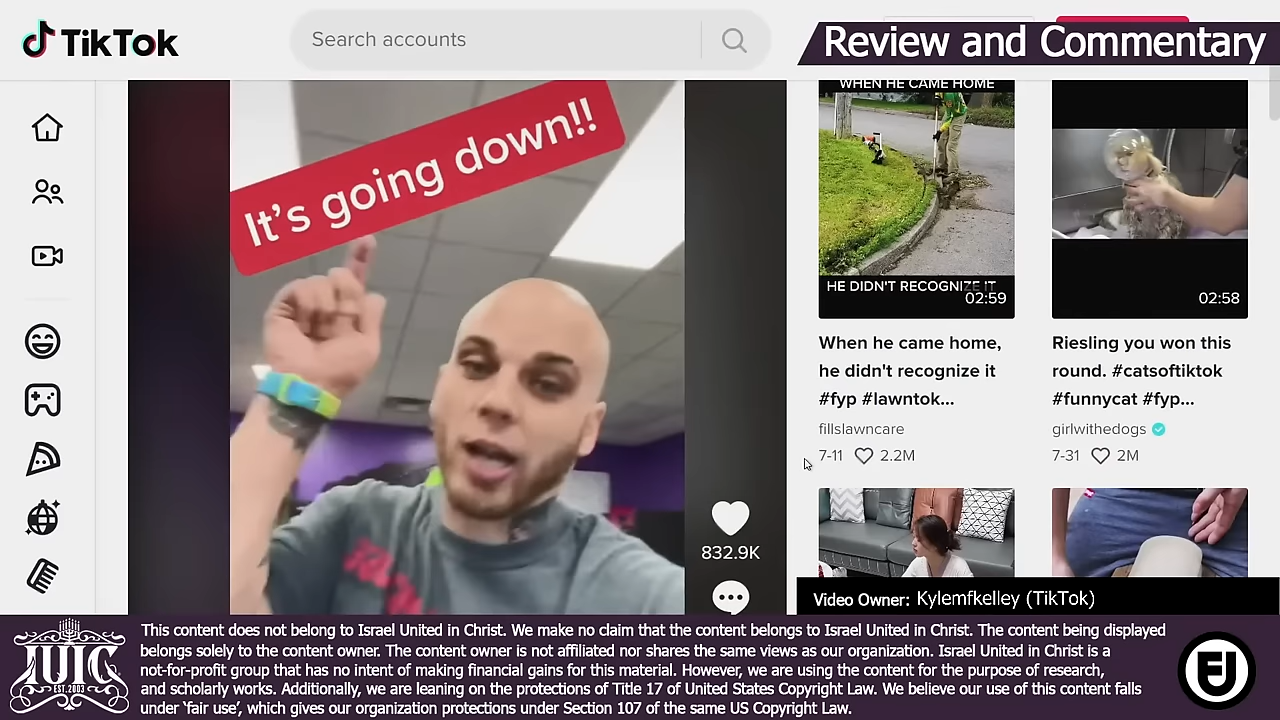 TikTok
Search accounts
Review and Commentary
It's going down!!
832.9K
WHEN HE CAME HOME
HE DIDN'T RECOGNIZE IT
02:59
02:58
When he came home,
he didn't recognize it
#fyp #lawntok...
fillslawncare
7-11 2.2M
Riesling you won this
round. #catsoftiktok
#funnycat #fyp...
girlwithedogs
7-31 2M
Video Owner: Kylemfkelley (TikTok)
IUIC
EST. 2003
This content does not belong to Israel United in Christ. We make no claim that the content belongs to Israel United in Christ. The content being displayed
belongs solely to the content owner. The content owner is not affiliated nor shares the same views as our organization. Israel United in Christ is a
not-for-profit group that has no intent of making financial gains for this material. However, we are using the content for the purpose of research,
and scholarly works. Additionally, we are leaning on the protections of Title 17 of United States Copyright Law. We believe our use of this content falls
under 'fair use', which gives our organization protections under Section 107 of the same US Copyright Law.